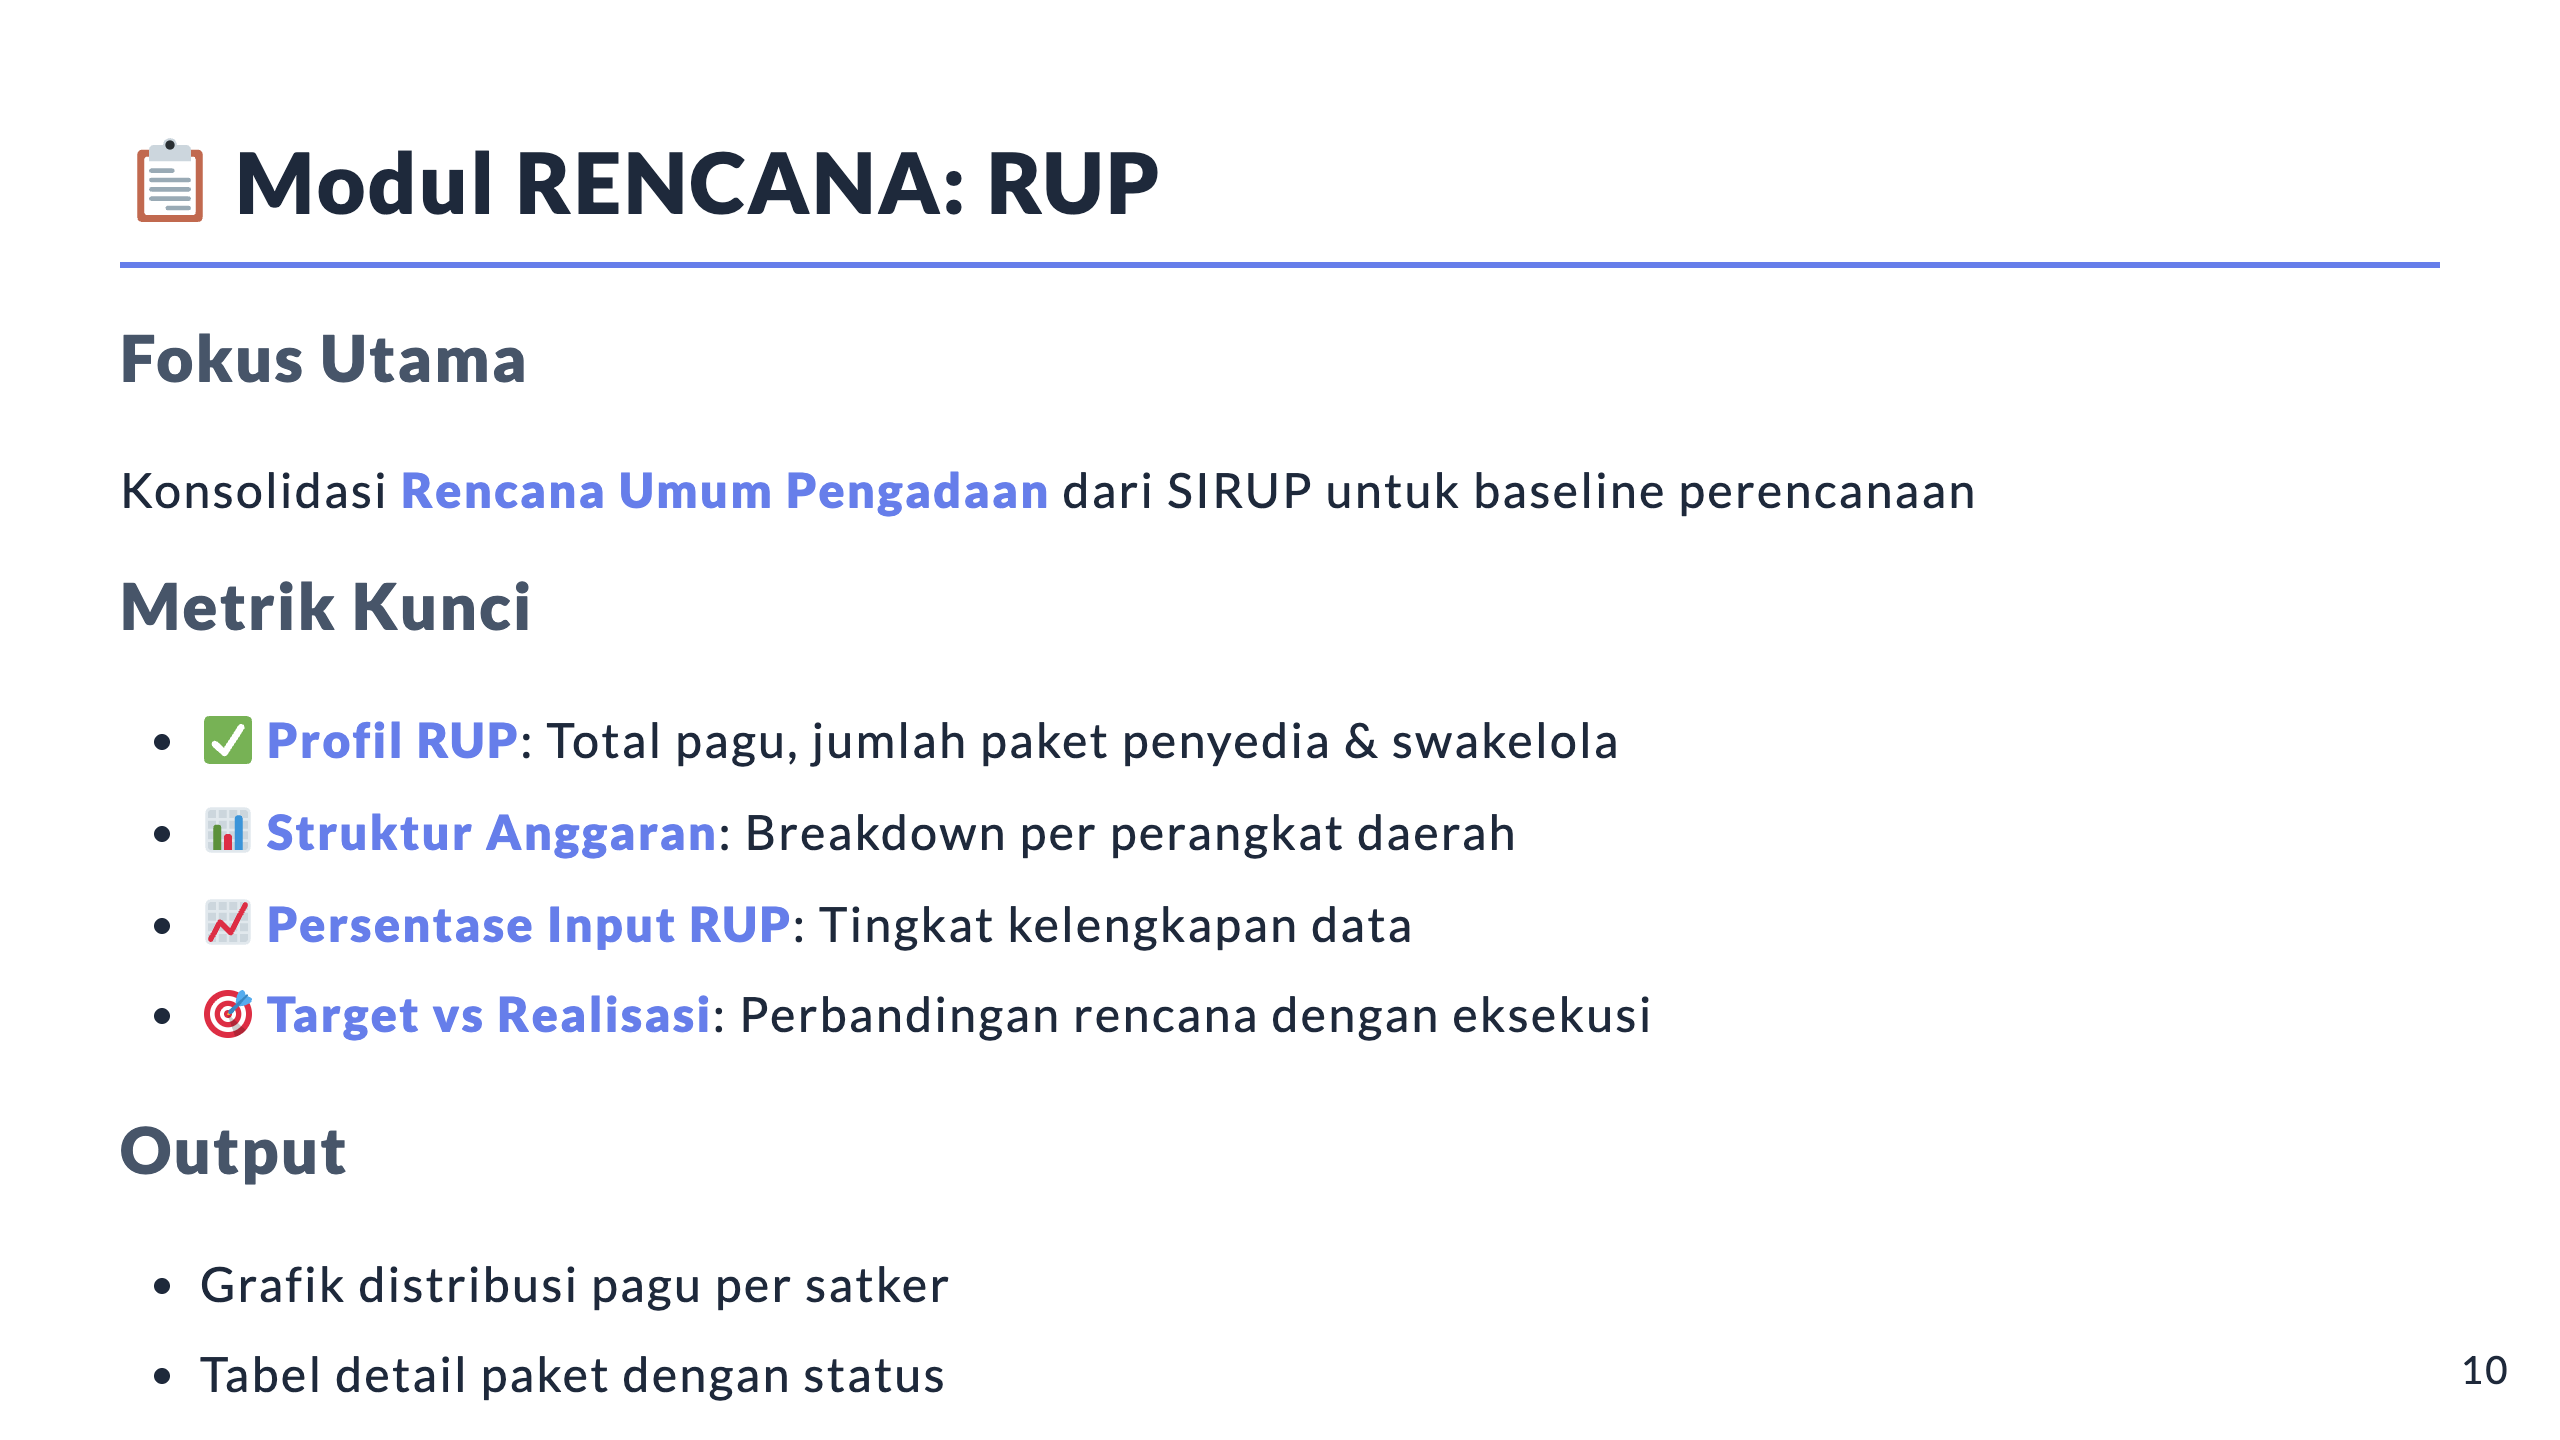 📋 Modul RENCANA: RUP
Fokus Utama
Konsolidasi Rencana Umum Pengadaan dari SIRUP untuk baseline perencanaan
Metrik Kunci
• ✅ Profil RUP: Total pagu, jumlah paket penyedia & swakelola
• 📊 Struktur Anggaran: Breakdown per perangkat daerah
• 📈 Persentase Input RUP: Tingkat kelengkapan data
• 🎯 Target vs Realisasi: Perbandingan rencana dengan eksekusi
Output
• Grafik distribusi pagu per satker
• Tabel detail paket dengan status
10